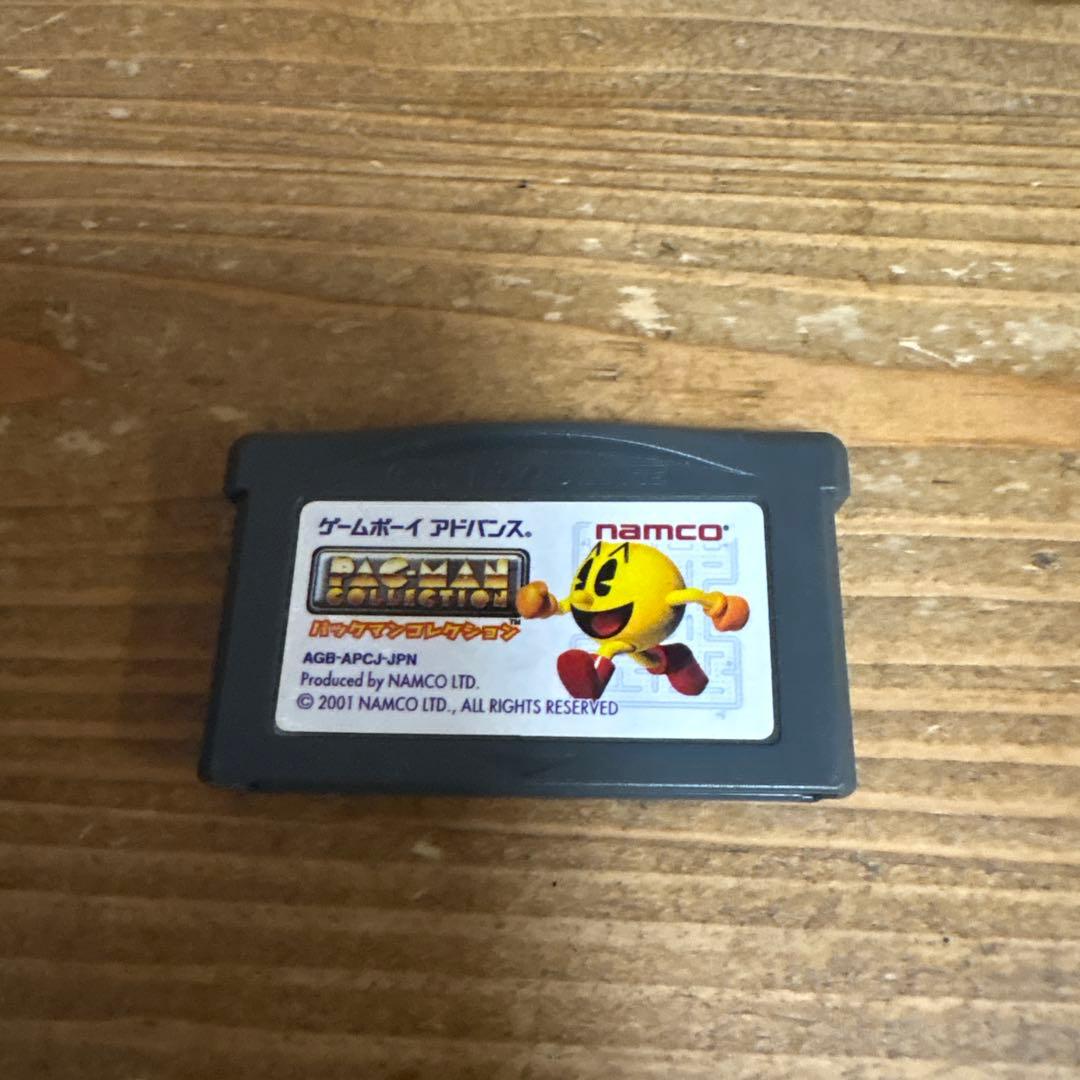 ゲームボーイ アドバンス®
namco®
PAC-MAN
COLLECTION™
パックマンコレクション
AGB-APCJ-JPN
Produced by NAMCO LTD.
© 2001 NAMCO LTD., ALL RIGHTS RESERVED